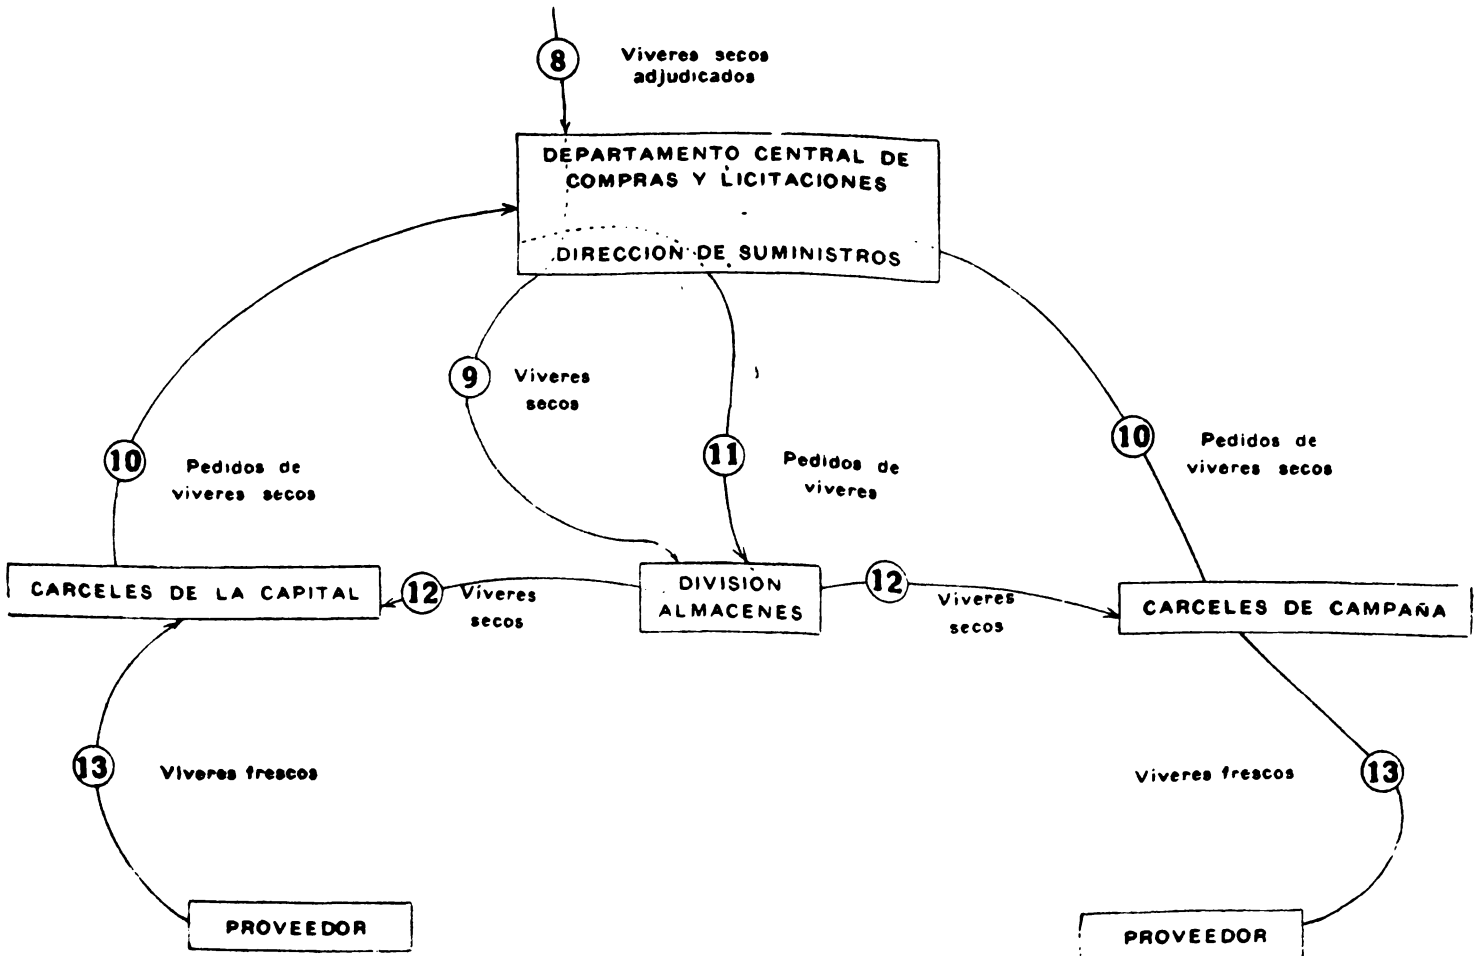 8
Viveres secos
adjudicados
DEPARTAMENTO CENTRAL DE
COMPRAS Y LICITACIONES
DIRECCION DE SUMINISTROS
9
Viveres
secos
10
Pedidos de
viveres secos
11
Pedidos de
viveres
10
Pedidos de
viveres secos
CARCELES DE LA CAPITAL
12
Viveres
secos
DIVISION
ALMACENES
12
Viveres
secos
CARCELES DE CAMPAÑA
13
Viveres frescos
Viveres frescos
13
PROVEEDOR
PROVEEDOR